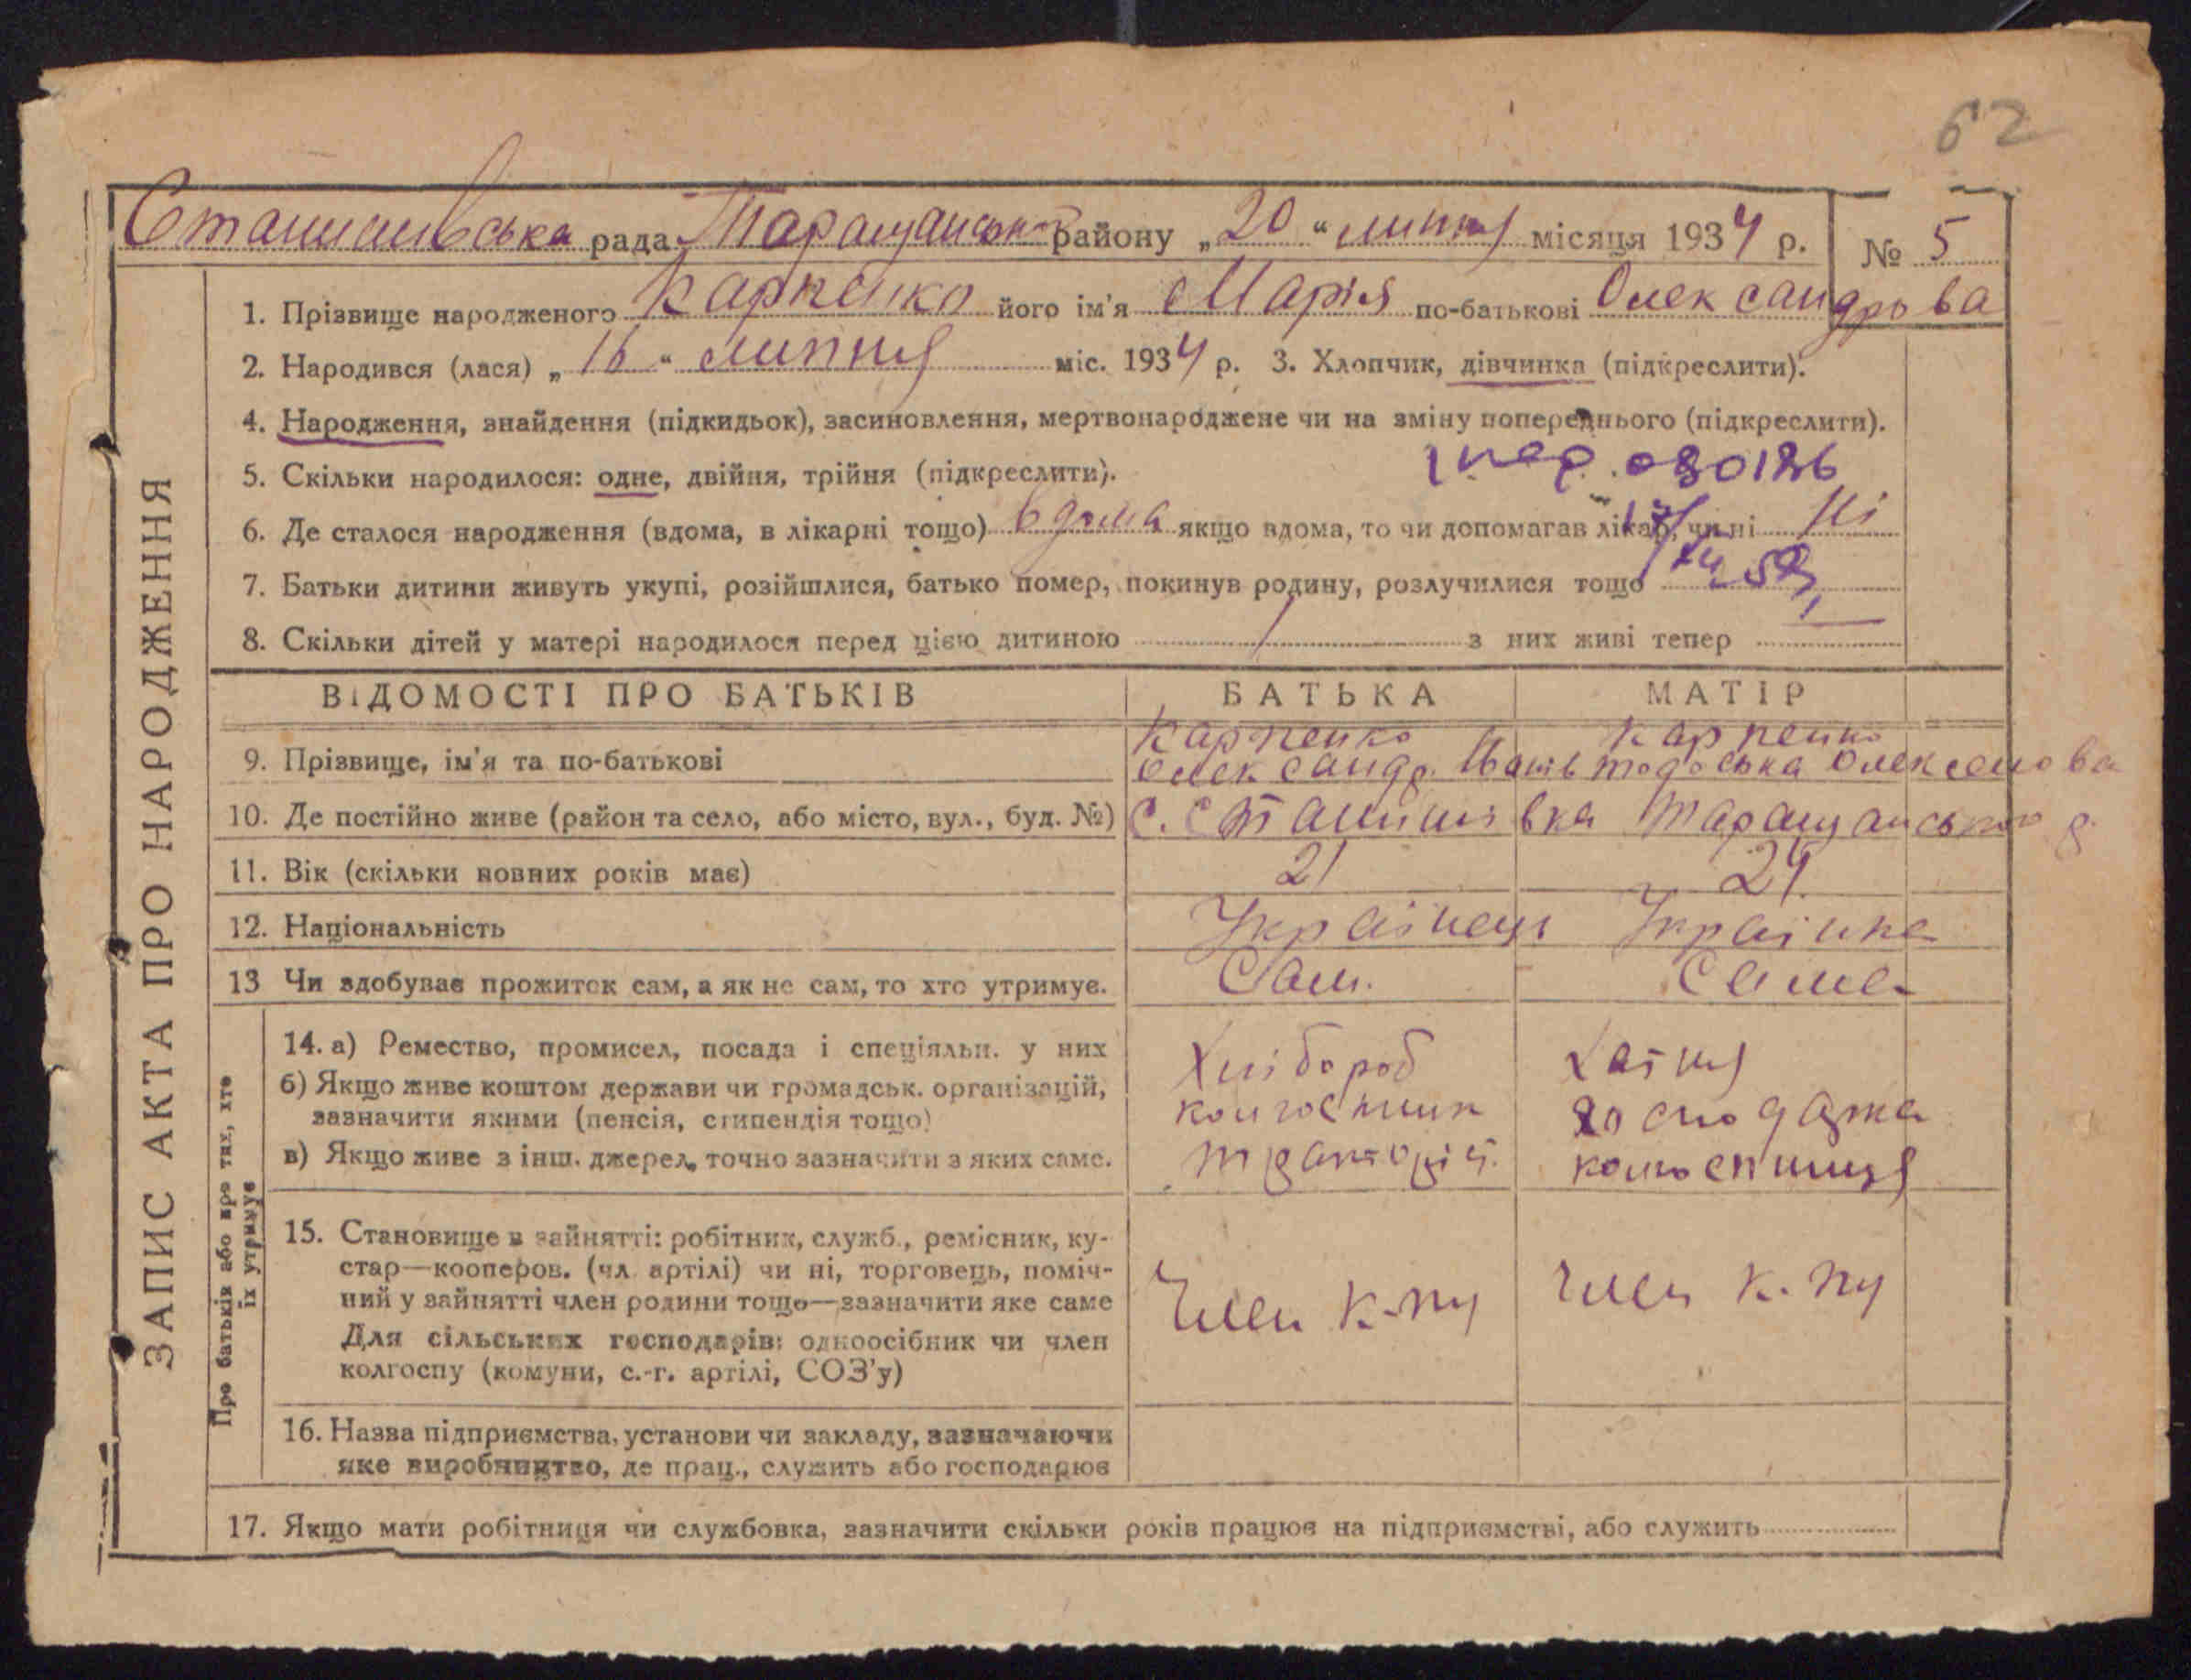 62
Станишівська рада Таращанськ району „20“ липня місяця 1934 р. № 5
1. Прізвище народженого Карпенко його ім'я Марія по-батькові Олександрова
2. Народився (лася) „16“ липня міс. 1934 р. 3. Хлопчик, дівчинка (підкреслити).
4. Народження, знайдення (підкидьок), засиновлення, мертвонароджене чи на зміну попереднього (підкреслити).
5. Скільки народилося: одне, двійня, трійня (підкреслити).
6. Де сталося народження (вдома, в лікарні тощо) вдома якщо вдома, то чи допомагав лікар, чи ні Ні
7. Батьки дитини живуть укупі, розійшлися, батько помер, покинув родину, розлучилися тощо
8. Скільки дітей у матері народилося перед цією дитиною 1 з них живі тепер
ВІДОМОСТІ ПРО БАТЬКІВ БАТЬКА МАТІР
9. Прізвище, ім'я та по-батькові Карпенко Олександр Іванів Карпенко Тодоська Олексеова
10. Де постійно живе (район та село, або місто, вул., буд. №) с. Станишівка Таращанського р.
11. Вік (скільки повних років має) 21 24
12. Національність Українець Українка
13 Чи здобуває прожиток сам, а як не сам, то хто утримує. Сам. Сама
14. а) Ремество, промисел, посада і спеціяльн. у них Хлібороб Хатня
б) Якщо живе коштом держави чи громадськ. організацій, зазначити якими (пенсія, стипендія тощо) колгоспник господарка
в) Якщо живе з інш. джерел, точно зазначити з яких саме. тракторіст. колгоспниця
15. Становище в зайнятті: робітник, служб., ремісник, ку-
стар—кооперов. (чл. артілі) чи ні, торговець, поміч-
ний у зайнятті член родини тощо—зазначити яке саме Член к-пу Член к-пу
Для сільських господарів: одноосібник чи член
колгоспу (комуни, с.-г. артілі, СОЗ'у)
16. Назва підприємства, установи чи закладу, зазначаючи
яке виробництво, де прац., служить або господарює
17. Якщо мати робітниця чи службовка, зазначити скільки років працює на підприємстві, або служить
ЗАПИС АКТА ПРО НАРОДЖЕННЯ
Про батьків або про тих, хто
їх утримує